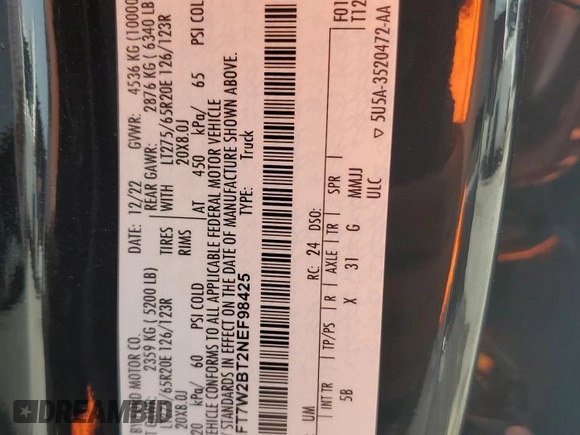 BY FORD MOTOR CO. DATE: 12/22 GVWR: 4536 KG (10000
T GAWR: 2359 KG ( 5200 LB) REAR GAWR: 2876 KG ( 6340 LB
/65R20E 126/123R TIRES WITH LT275/65R20E 126/123R
20X8.0J RIMS 20X8.0J
20 kPa/ 60 PSI COLD AT 450 kPa/ 65 PSI COL
VEHICLE CONFORMS TO ALL APPLICABLE FEDERAL MOTOR VEHICLE
STANDARDS IN EFFECT ON THE DATE OF MANUFACTURE SHOWN ABOVE.
FT7W2BT2NEF98425 TYPE: Truck
UM RC: 24 DSO: F01
T12
INT TR TP/PS R AXLE TR SPR
5B X 31 G MMJJ
ULC
▽ 5U5A-3520472-AA
DREAMBID